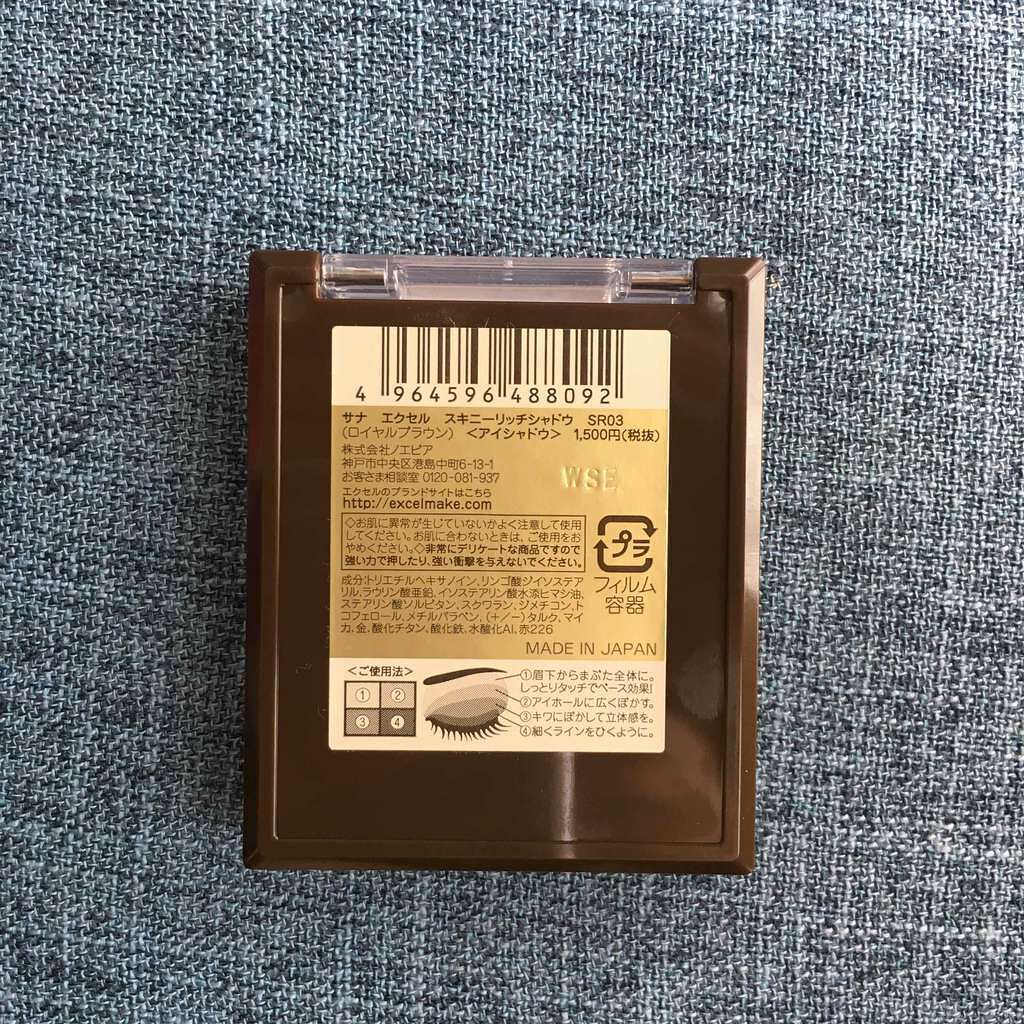 4 964596 488092
サナ エクセル スキニーリッチシャドウ SR03
(ロイヤルブラウン) <アイシャドウ> 1,500円(税抜)
株式会社ノエビア
神戸市中央区港島中町6-13-1
お客さま相談室 0120-081-937
エクセルのブランドサイトはこちら
http://excelmake.com
WSE
◇お肌に異常が生じていないかよく注意して使用
してください。お肌に合わないときは、ご使用をお
やめください。◇非常にデリケートな商品ですので
強い力で押したり、強い衝撃を与えないでください。
プラ
フィルム
容器
成分:トリエチルヘキサノイン、リンゴ酸ジイソステア
リル、ラウリン酸亜鉛、イソステアリン酸水添ヒマシ油、
ステアリン酸ソルビタン、スクワラン、ジメチコン、ト
コフェロール、メチルパラベン、(+/-)タルク、マイ
カ、金、酸化チタン、酸化鉄、水酸化Al、赤226
MADE IN JAPAN
<ご使用法>
① ②
③ ④
①眉下からまぶた全体に。
しっとりタッチでベース効果!
②アイホールに広くぼかす。
③キワにぼかして立体感を。
④細くラインをひくように。